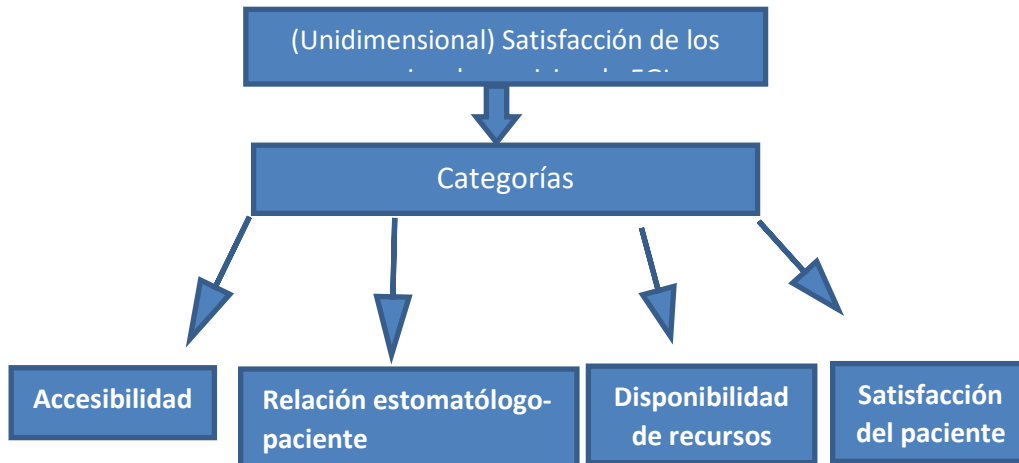 (Unidimensional) Satisfacción de los
Categorías
Accesibilidad
Relación estomatólogo-
paciente
Disponibilidad
de recursos
Satisfacción
del paciente